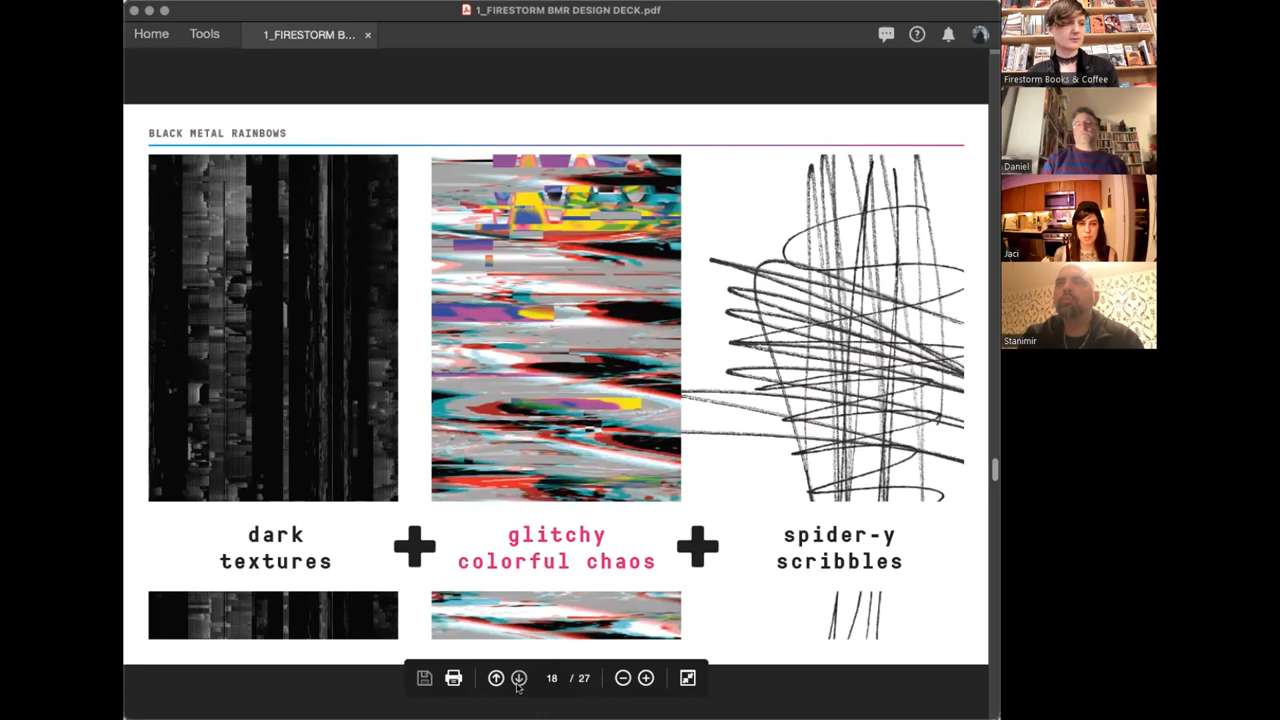 1_FIRESTORM BMR DESIGN DECK.pdf
Home Tools 1_FIRESTORM B... ×
BLACK METAL RAINBOWS
dark
textures
glitchy
colorful chaos
spider-y
scribbles
18 / 27
Firestorm Books & Coffee
Daniel
Jaci
Stanimir